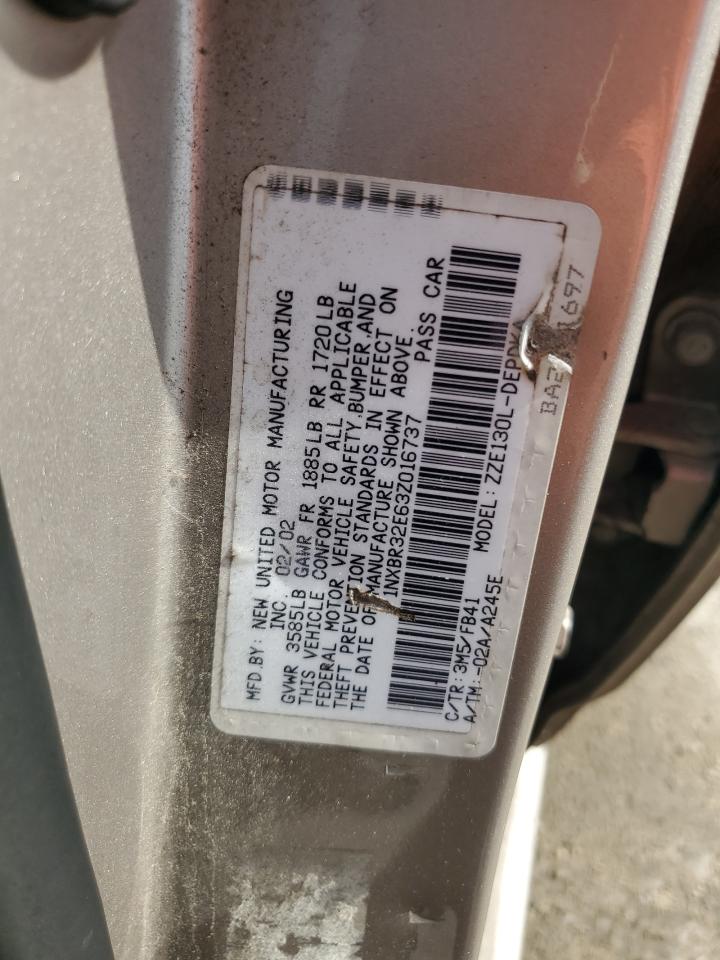 MFD.BY: NEW UNITED MOTOR MANUFACTURING
INC. 02/02
GVWR 3585LB GAWR FR 1885LB RR 1720LB
THIS VEHICLE CONFORMS TO ALL APPLICABLE
FEDERAL MOTOR VEHICLE SAFETY,BUMPER,AND
THEFT PREVENTION STANDARDS IN EFFECT ON
THE DATE OF MANUFACTURE SHOWN ABOVE.
1NXBR32E63Z016737 PASS CAR
C/TR:3M5/FB41 MODEL:ZZE130L-DEPDKA
A/TM:-02A/A245E